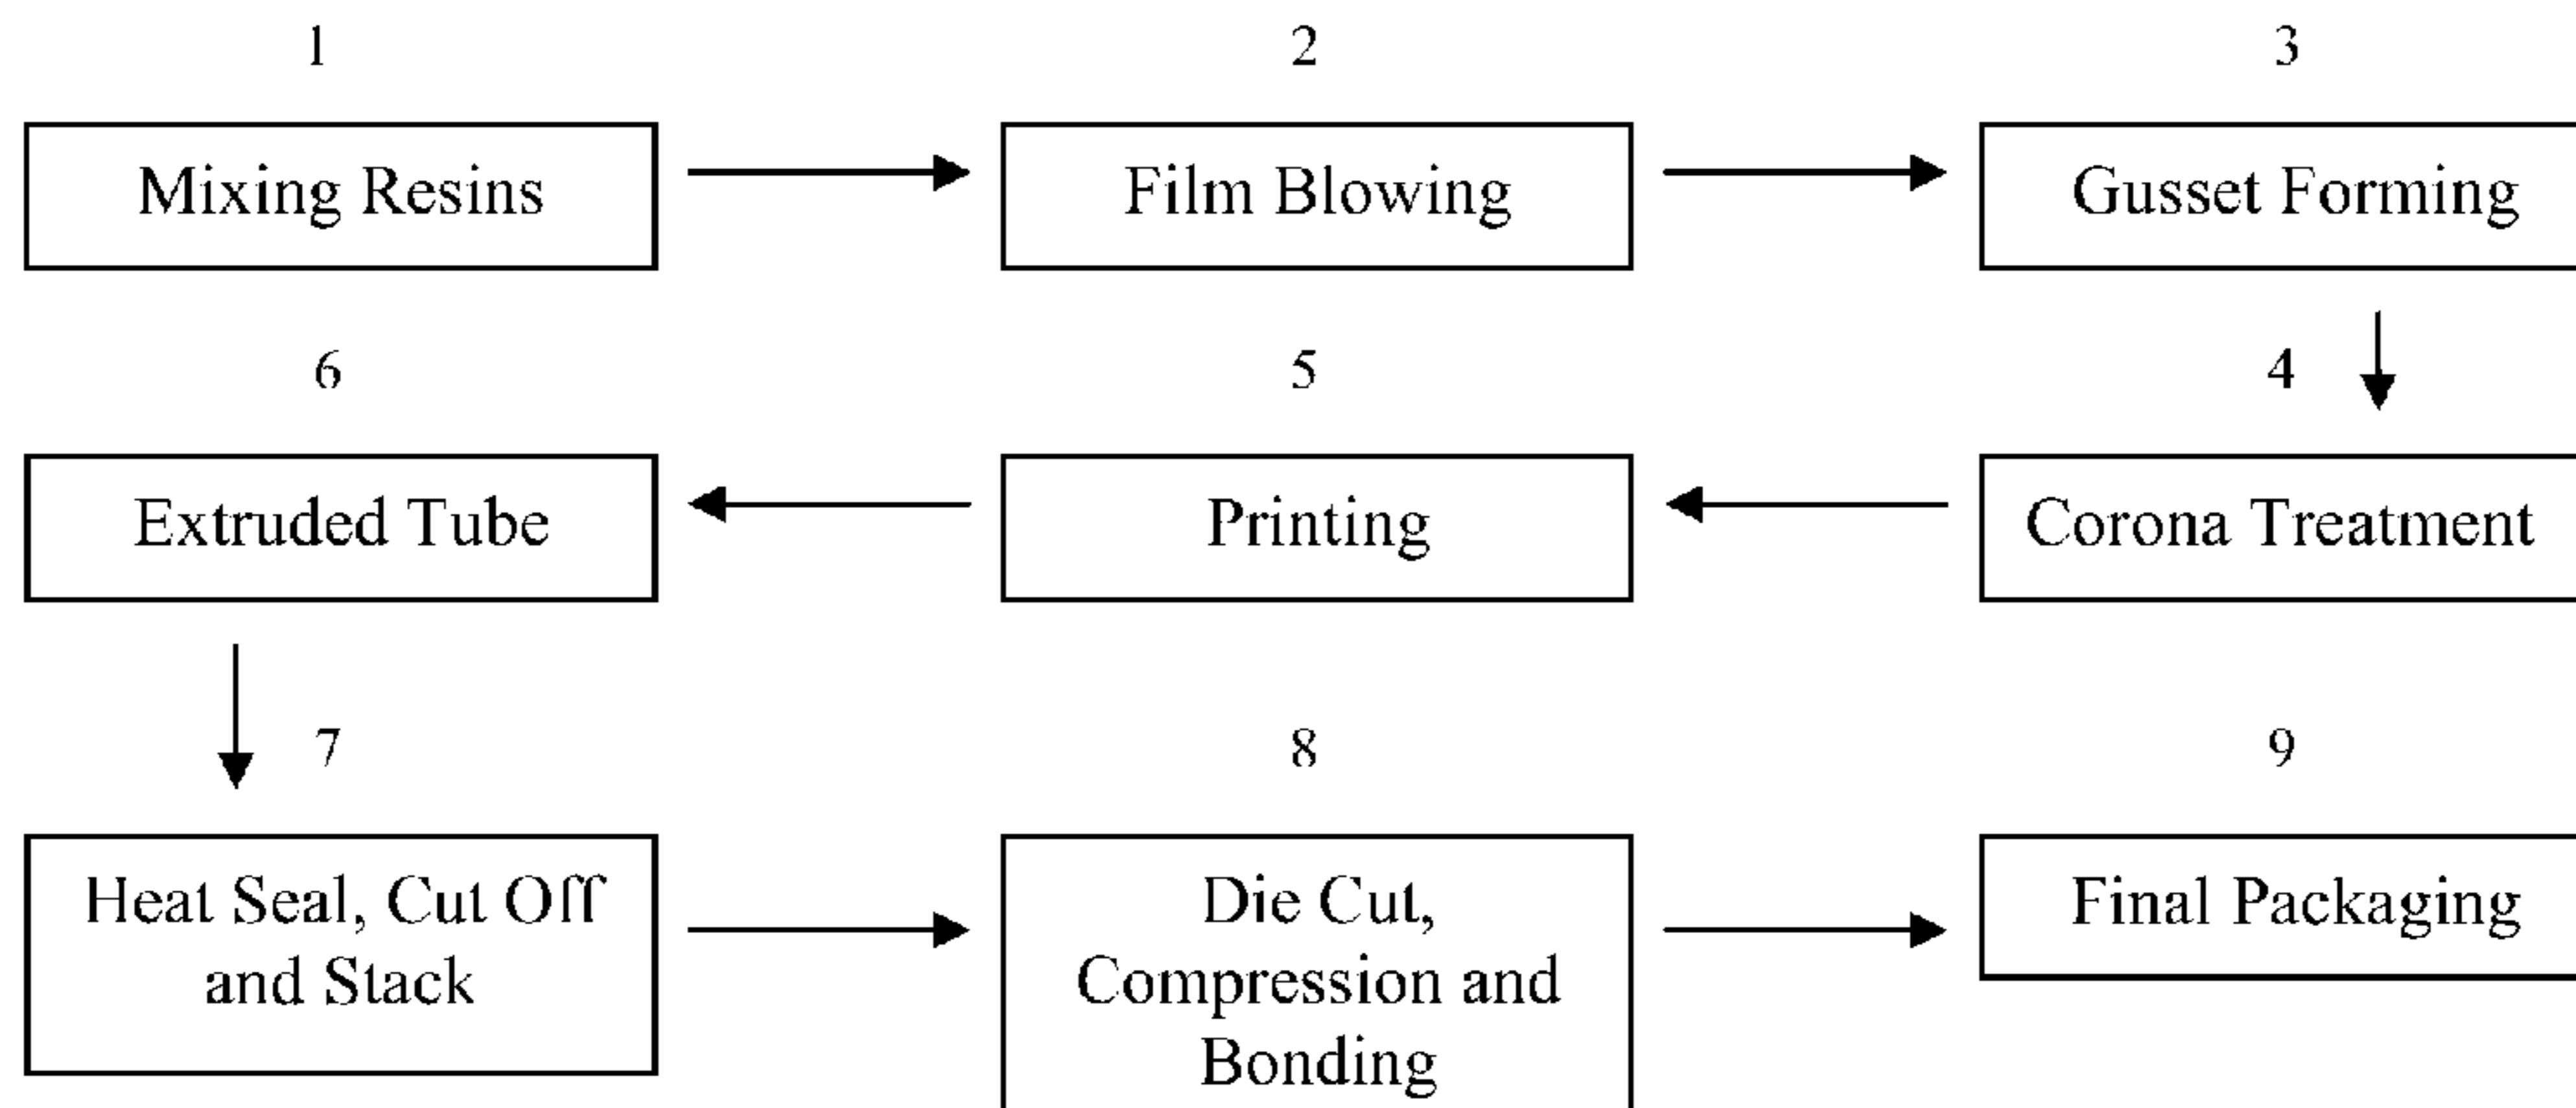 1 2 3
Mixing Resins Film Blowing Gusset Forming
6 5 4
Extruded Tube Printing Corona Treatment
7 8 9
Heat Seal, Cut Off Die Cut, Final Packaging
and Stack Compression and
Bonding